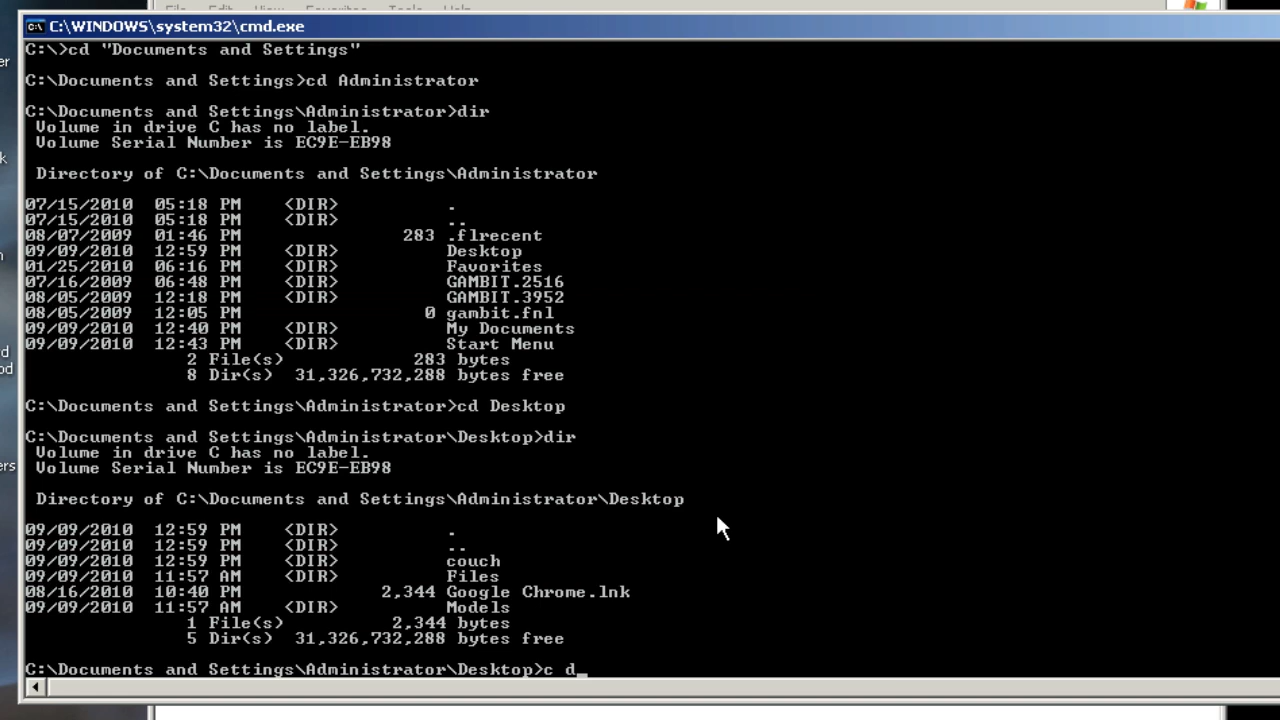 C:\WINDOWS\system32\cmd.exe
C:\>cd "Documents and Settings"
C:\Documents and Settings>cd Administrator
C:\Documents and Settings\Administrator>dir
Volume in drive C has no label.
Volume Serial Number is EC9E-EB98
Directory of C:\Documents and Settings\Administrator
07/15/2010 05:18 PM <DIR> .
07/15/2010 05:18 PM <DIR> ..
08/07/2009 01:46 PM 283 .flrecent
09/09/2010 12:59 PM <DIR> Desktop
01/25/2010 06:16 PM <DIR> Favorites
07/16/2009 06:48 PM <DIR> GAMBIT.2516
08/05/2009 12:18 PM <DIR> GAMBIT.3952
08/05/2009 12:05 PM 0 gambit.fnl
09/09/2010 12:40 PM <DIR> My Documents
09/09/2010 12:43 PM <DIR> Start Menu
2 File(s) 283 bytes
8 Dir(s) 31,326,732,288 bytes free
C:\Documents and Settings\Administrator>cd Desktop
C:\Documents and Settings\Administrator\Desktop>dir
Volume in drive C has no label.
Volume Serial Number is EC9E-EB98
Directory of C:\Documents and Settings\Administrator\Desktop
09/09/2010 12:59 PM <DIR> .
09/09/2010 12:59 PM <DIR> ..
09/09/2010 12:59 PM <DIR> couch
09/09/2010 11:57 AM <DIR> Files
08/16/2010 10:40 PM 2,344 Google Chrome.lnk
09/09/2010 11:57 AM <DIR> Models
1 File(s) 2,344 bytes
5 Dir(s) 31,326,732,288 bytes free
C:\Documents and Settings\Administrator\Desktop>c d_